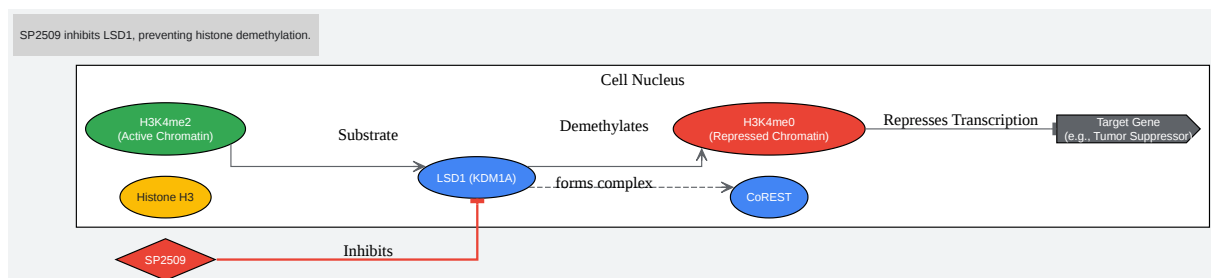 SP2509 inhibits LSD1, preventing histone demethylation.
Cell Nucleus
H3K4me2
(Active Chromatin)
Substrate
Demethylates
H3K4me0
(Repressed Chromatin)
Represses Transcription
Target Gene
(e.g., Tumor Suppressor)
LSD1 (KDM1A)
forms complex
Histone H3
CoREST
SP2509
Inhibits